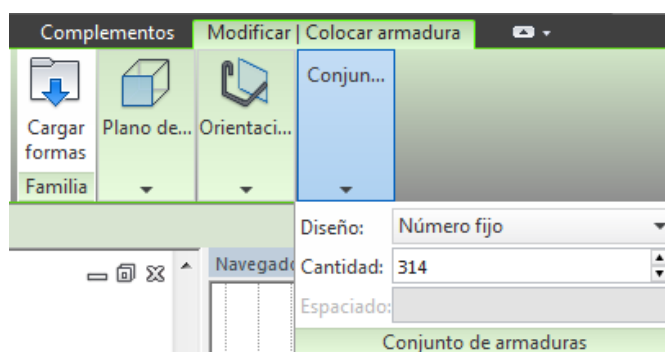 Complementos Modificar | Colocar armadura
Cargar formas Plano de... Orientaci... Conjun...
Familia
Diseño: Número fijo
Navegado Cantidad: 314
Espaciado:
Conjunto de armaduras